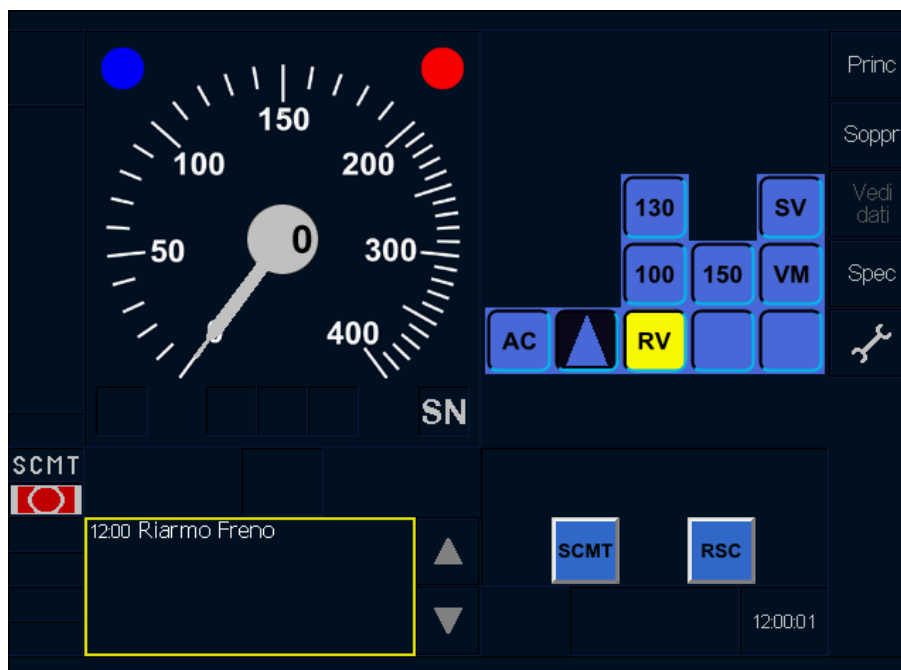 Princ
150
Soppr
100
200
Vedi
dati
130
SV
50
0
300
100
150
VM
Spec
0
400
AC
RV
SN
SCMT
12:00 Riarmo Freno
SCMT
RSC
12:00:01